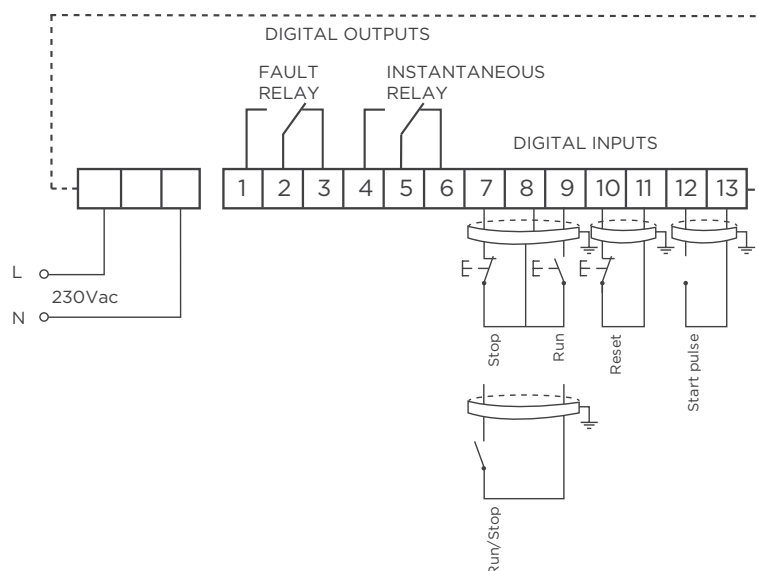 DIGITAL OUTPUTS
FAULT
RELAY
INSTANTANEOUS
RELAY
DIGITAL INPUTS
1 2 3 4 5 6 7 8 9 10 11 12 13
L
230Vac
N
Stop
Run
Reset
Start pulse
Run/Stop